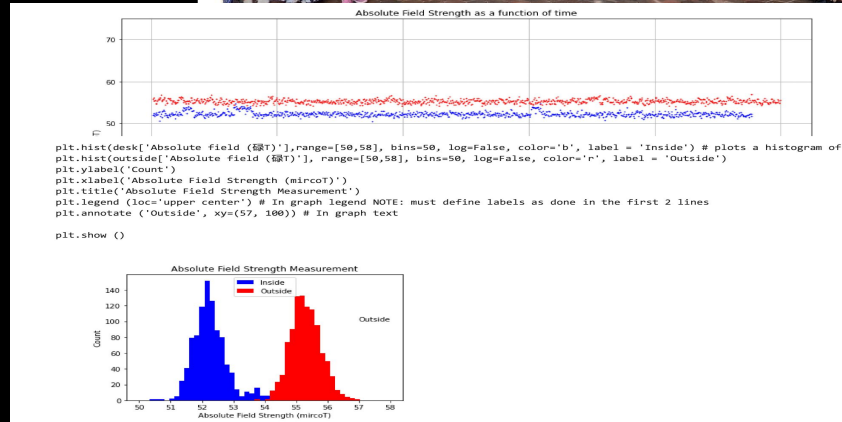 Absolute Field Strength as a function of time
70
60
50
T)
plt.hist(desk['Absolute field (碌T)'],range=[50,58], bins=50, log=False, color='b', label = 'Inside') # plots a histogram of
plt.hist(outside['Absolute field (碌T)'], range=[50,58], bins=50, log=False, color='r', label = 'Outside')
plt.ylabel('Count')
plt.xlabel('Absolute Field Strength (mircoT)')
plt.title('Absolute Field Strength Measurement')
plt.legend (loc='upper center') # In graph legend NOTE: must define labels as done in the first 2 lines
plt.annotate ('Outside', xy=(57, 100)) # In graph text
plt.show ()
Absolute Field Strength Measurement
Inside
Outside
Outside
Count
140
120
100
80
60
40
20
0
50 51 52 53 54 55 56 57 58
Absolute Field Strength (mircoT)